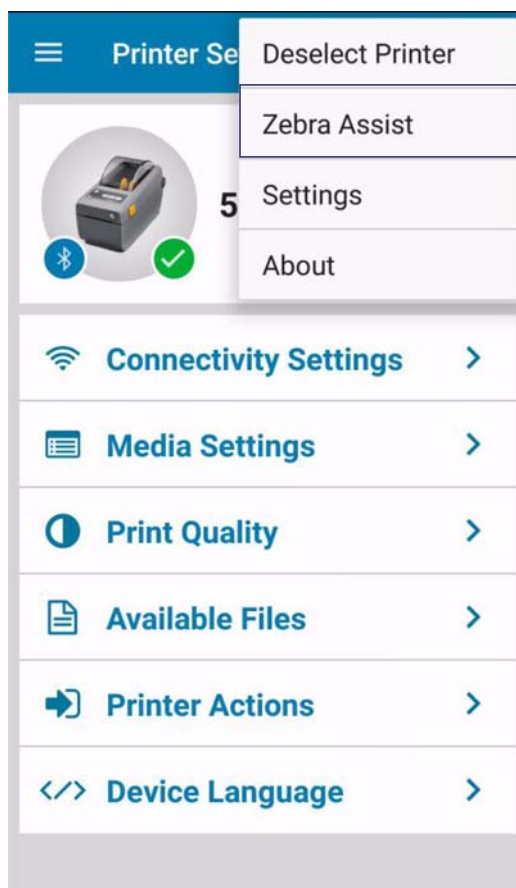 Printer Se
Deselect Printer
Zebra Assist
5
Settings
About
Connectivity Settings
Media Settings
Print Quality
Available Files
Printer Actions
</> Device Language